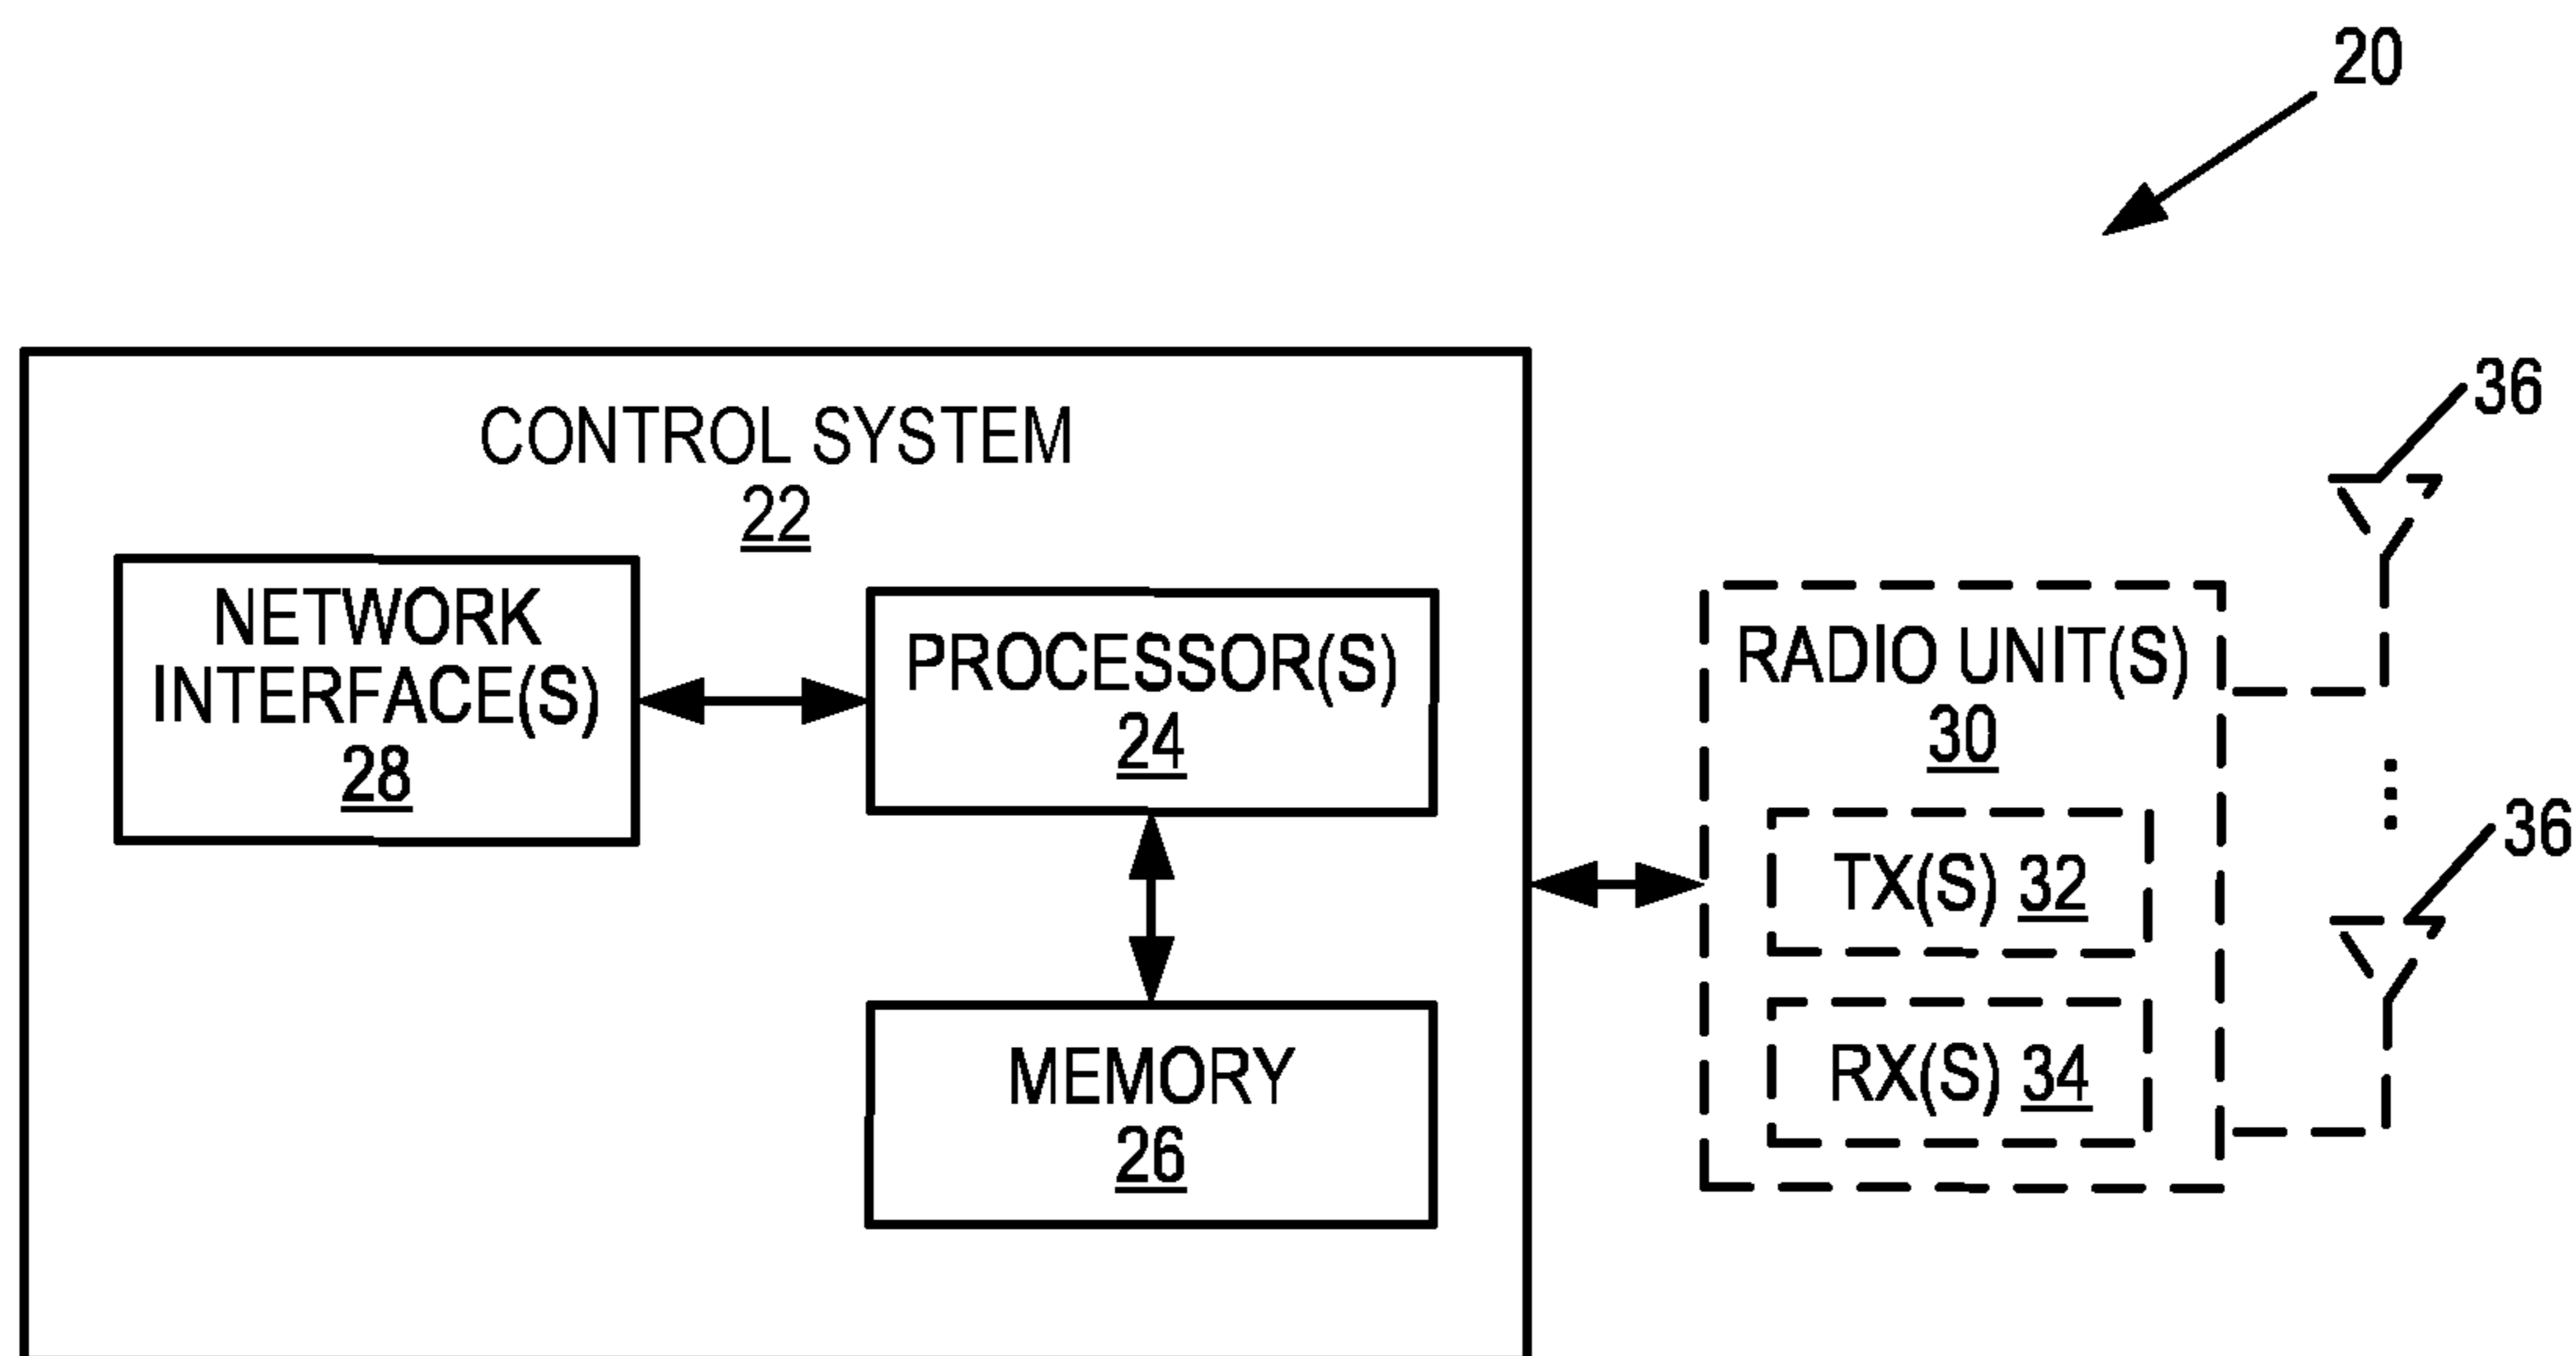 20
CONTROL SYSTEM
22
NETWORK
INTERFACE(S)
28
PROCESSOR(S)
24
MEMORY
26
RADIO UNIT(S)
30
TX(S) 32
RX(S) 34
36
36